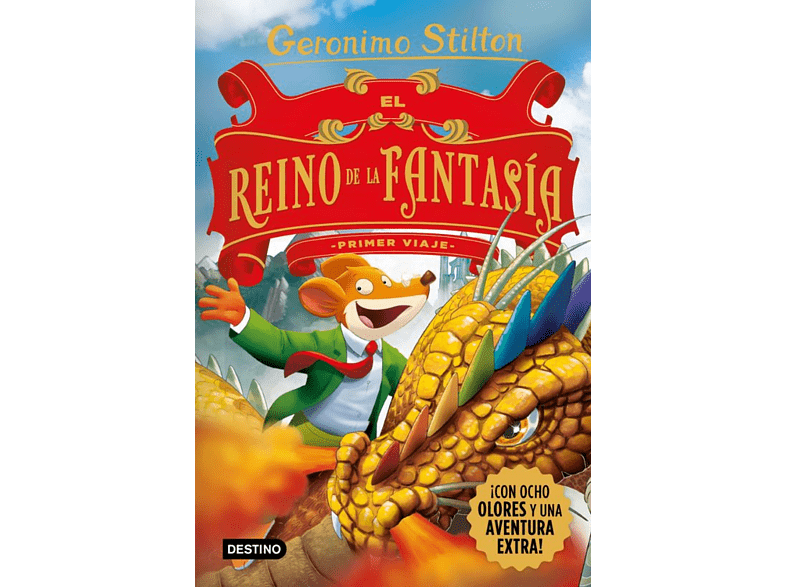 Geronimo Stilton
EL
REINO DE LA FANTASÍA
-PRIMER VIAJE-
¡CON OCHO
OLORES Y UNA
AVENTURA
EXTRA!
DESTINO